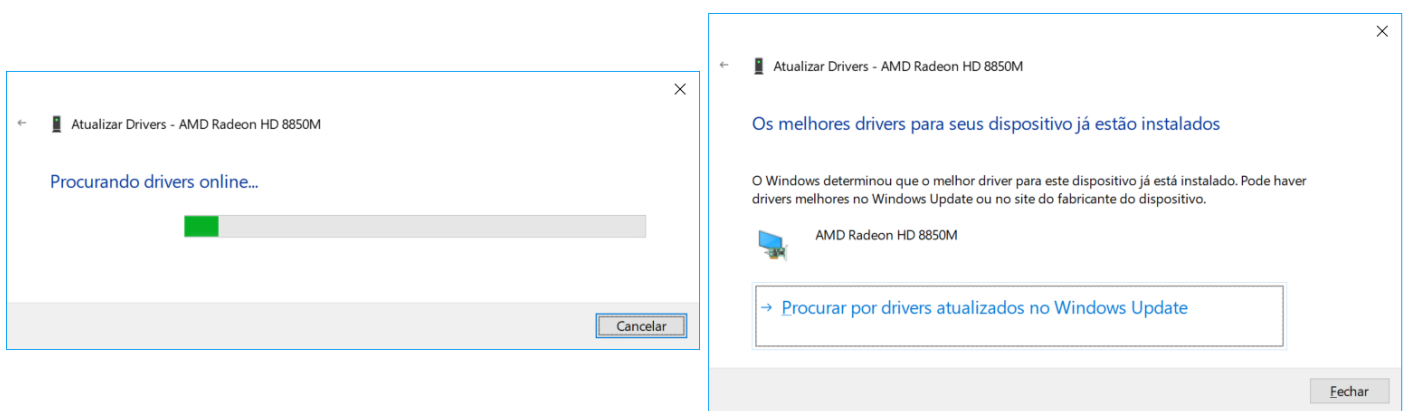 Atualizar Drivers - AMD Radeon HD 8850M
Procurando drivers online...
Cancelar
Atualizar Drivers - AMD Radeon HD 8850M
Os melhores drivers para seus dispositivo já estão instalados
O Windows determinou que o melhor driver para este dispositivo já está instalado. Pode haver
drivers melhores no Windows Update ou no site do fabricante do dispositivo.
AMD Radeon HD 8850M
Procurar por drivers atualizados no Windows Update
Fechar